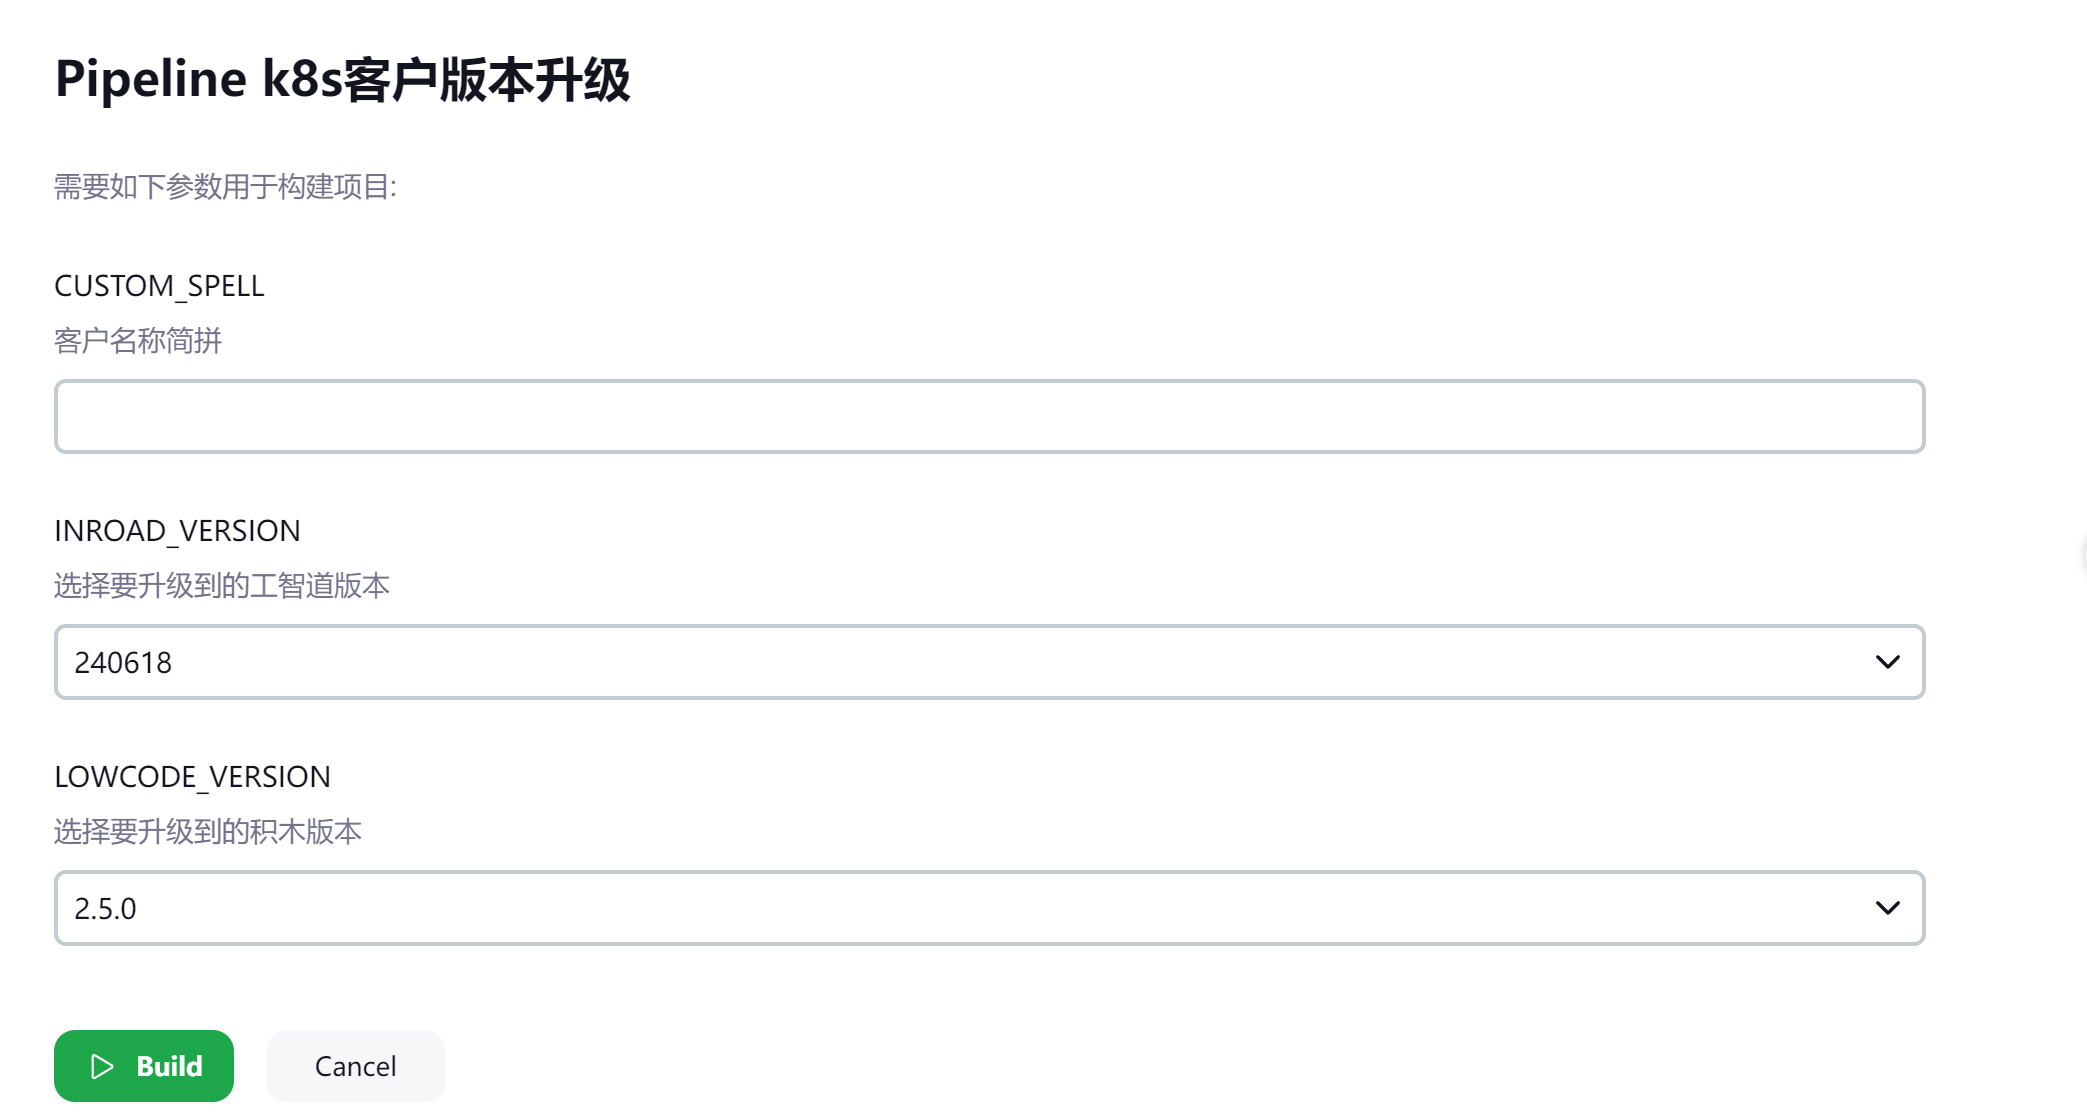 Pipeline k8s客户版本升级
需要如下参数用于构建项目:
CUSTOM_SPELL
客户名称简拼
INROAD_VERSION
选择要升级到的工智道版本
240618
LOWCODE_VERSION
选择要升级到的积木版本
2.5.0
Build
Cancel